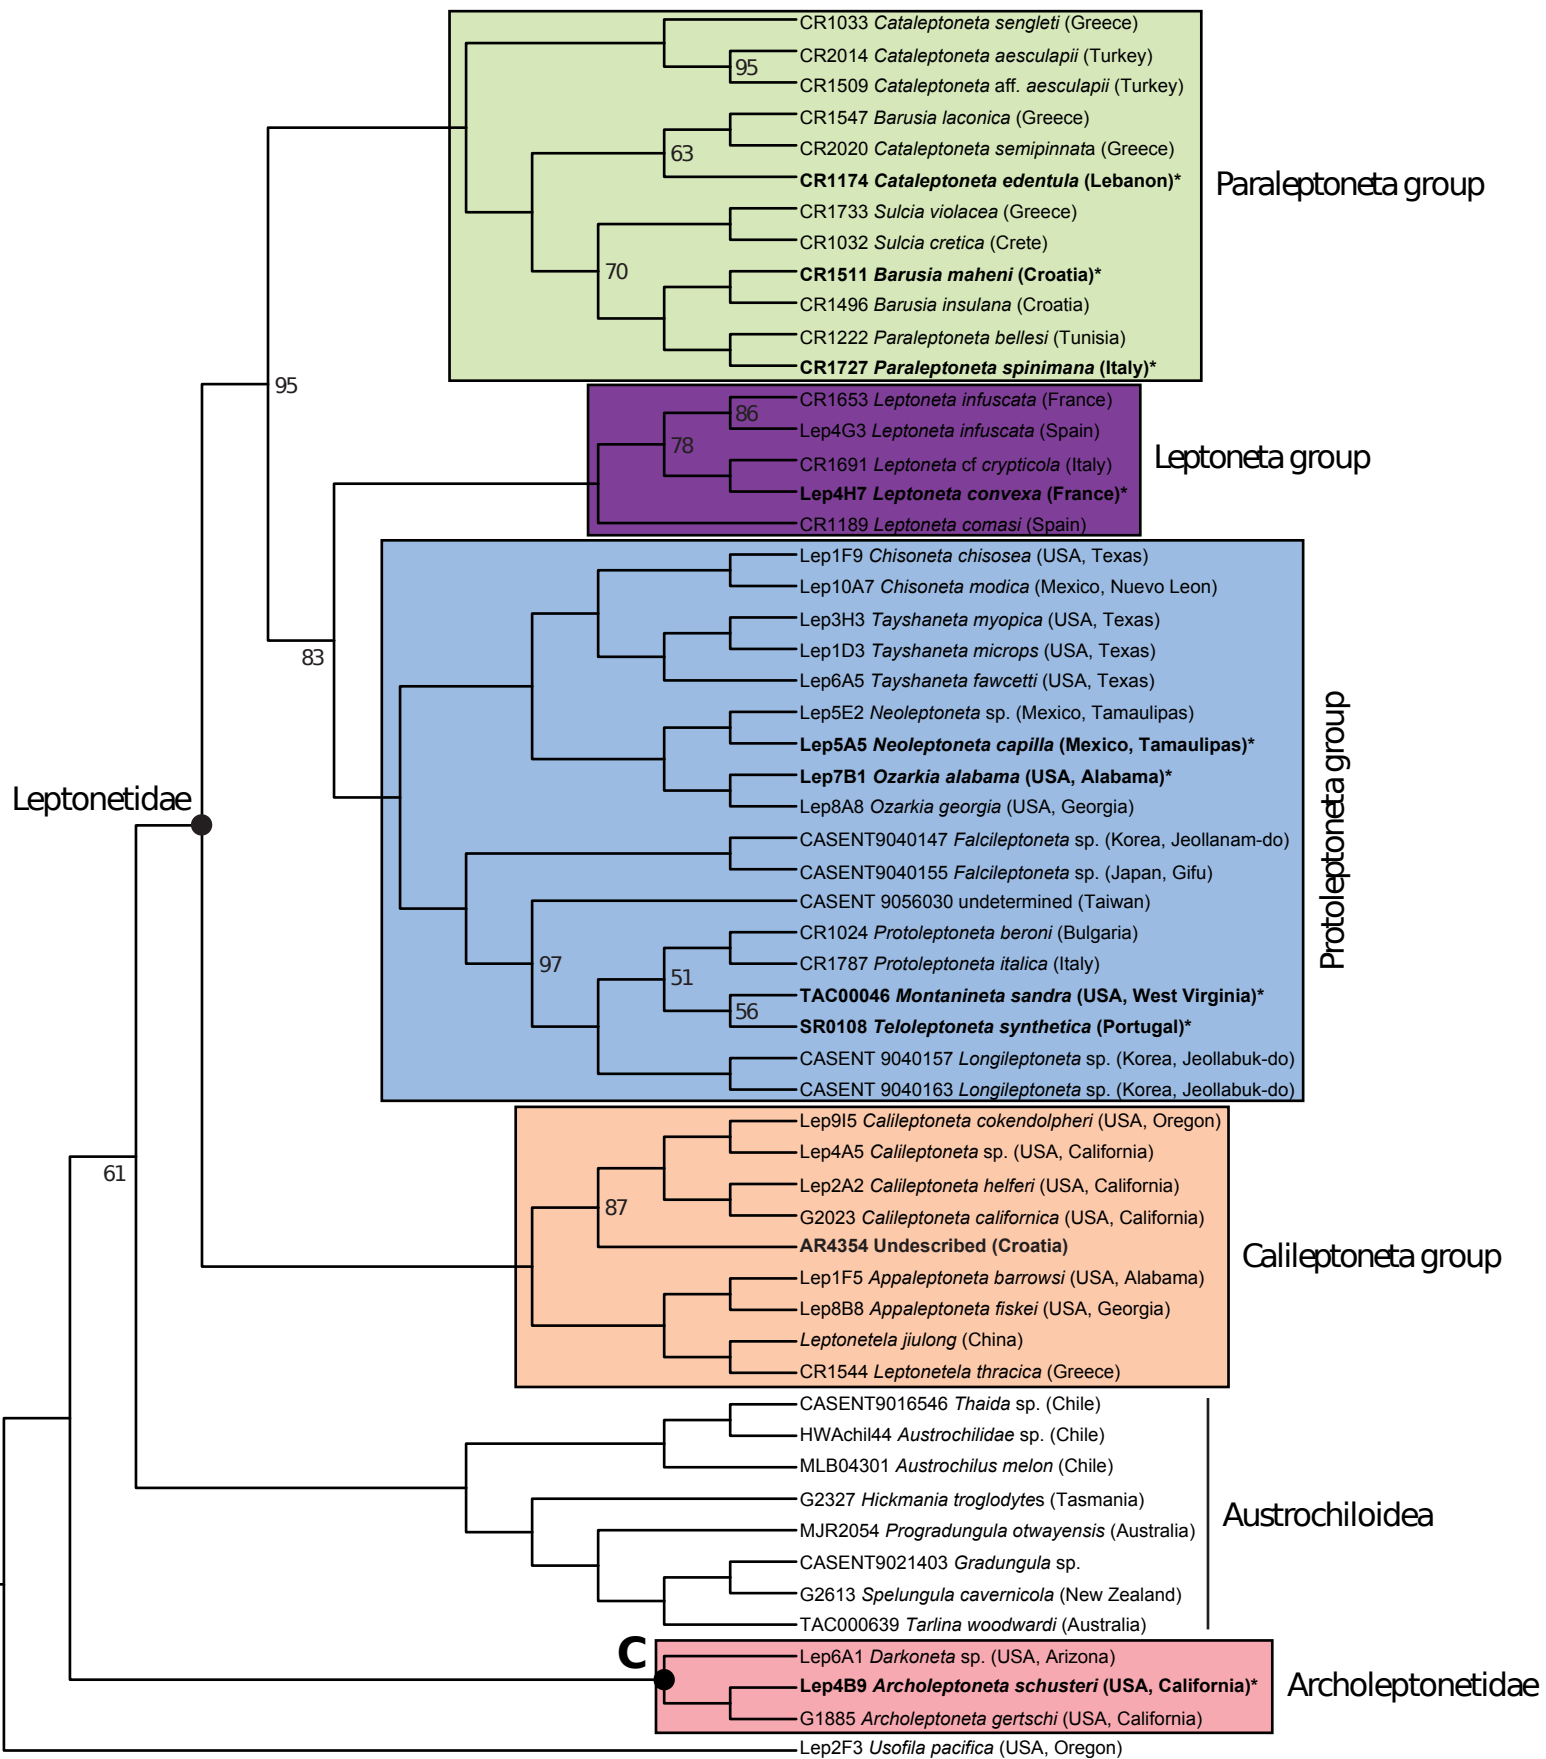 CR1033 Cataleptoneta sengleti (Greece)
CR2014 Cataleptoneta aesculapii (Turkey)
95
CR1509 Cataleptoneta aff. aesculapii (Turkey)
CR1547 Barusia laconica (Greece)
CR2020 Cataleptoneta semipinnata (Greece)
63
CR1174 Cataleptoneta edentula (Lebanon)*
Paraleptoneta group
CR1733 Sulcia violacea (Greece)
CR1032 Sulcia cretica (Crete)
70
CR1511 Barusia maheni (Croatia)*
CR1496 Barusia insulana (Croatia)
CR1222 Paraleptoneta bellesi (Tunisia)
CR1727 Paraleptoneta spinimana (Italy)*
95
CR1653 Leptoneta infuscata (France)
86
Lep4G3 Leptoneta infuscata (Spain)
78
Leptoneta group
CR1691 Leptoneta cf crypticola (Italy)
Lep4H7 Leptoneta convexa (France)*
CR1189 Leptoneta comasi (Spain)
Lep1F9 Chisoneta chisosea (USA, Texas)
Lep10A7 Chisoneta modica (Mexico, Nuevo Leon)
Lep3H3 Tayshaneta myopica (USA, Texas)
Lep1D3 Tayshaneta microps (USA, Texas)
83
Lep6A5 Tayshaneta fawcetti (USA, Texas)
Lep5E2 Neoleptoneta sp. (Mexico, Tamaulipas)
Lep5A5 Neoleptoneta capilla (Mexico, Tamaulipas)*
Lep7B1 Ozarkia alabama (USA, Alabama)*
Lep8A8 Ozarkia georgia (USA, Georgia)
Protoleptoneta group
Leptonetidae
CASENT9040147 Falcileptoneta sp. (Korea, Jeollanam-do)
CASENT9040155 Falcileptoneta sp. (Japan, Gifu)
CASENT 9056030 undetermined (Taiwan)
CR1024 Protoleptoneta beroni (Bulgaria)
97
CR1787 Protoleptoneta italica (Italy)
51
TAC00046 Montanineta sandra (USA, West Virginia)*
56
SR0108 Teloleptoneta synthetica (Portugal)*
CASENT 9040157 Longileptoneta sp. (Korea, Jeollabuk-do)
CASENT 9040163 Longileptoneta sp. (Korea, Jeollabuk-do)
Lep9I5 Calileptoneta cokendolpheri (USA, Oregon)
Lep4A5 Calileptoneta sp. (USA, California)
61
Lep2A2 Calileptoneta helferi (USA, California)
87
G2023 Calileptoneta californica (USA, California)
AR4354 Undescribed (Croatia)
Calileptoneta group
Lep1F5 Appaleptoneta barrowsi (USA, Alabama)
Lep8B8 Appaleptoneta fiskei (USA, Georgia)
Leptonetela jiulong (China)
CR1544 Leptonetela thracica (Greece)
CASENT9016546 Thaida sp. (Chile)
HWAchil44 Austrochilidae sp. (Chile)
MLB04301 Austrochilus melon (Chile)
G2327 Hickmania troglodytes (Tasmania)
Austrochiloidea
MJR2054 Progradungula otwayensis (Australia)
CASENT9021403 Gradungula sp.
G2613 Spelungula cavernicola (New Zealand)
TAC000639 Tarlina woodwardi (Australia)
C
Lep6A1 Darkoneta sp. (USA, Arizona)
Lep4B9 Archoleptoneta schusteri (USA, California)*
Archoleptonetidae
G1885 Archoleptoneta gertschi (USA, California)
Lep2F3 Usofila pacifica (USA, Oregon)